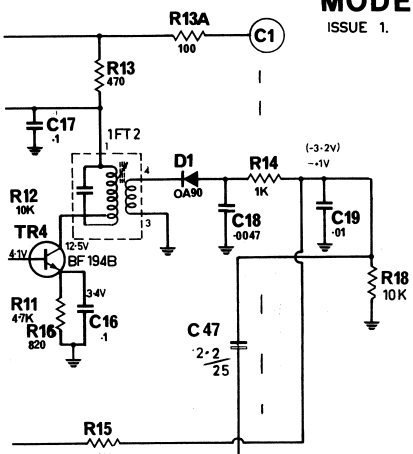 MODE
ISSUE 1.
R13A
100
C1
R13
470
C17
.1
1FT2
1
4
3
D1
OA90
R14
1K
(-3·2V)
-·1V
R12
10K
C18
·0047
C19
·01
TR4
12·5V
4·1V
BF194B
R18
10K
3·4V
R11
4·7K
R16
820
C16
.1
C47
2·2
25
R15